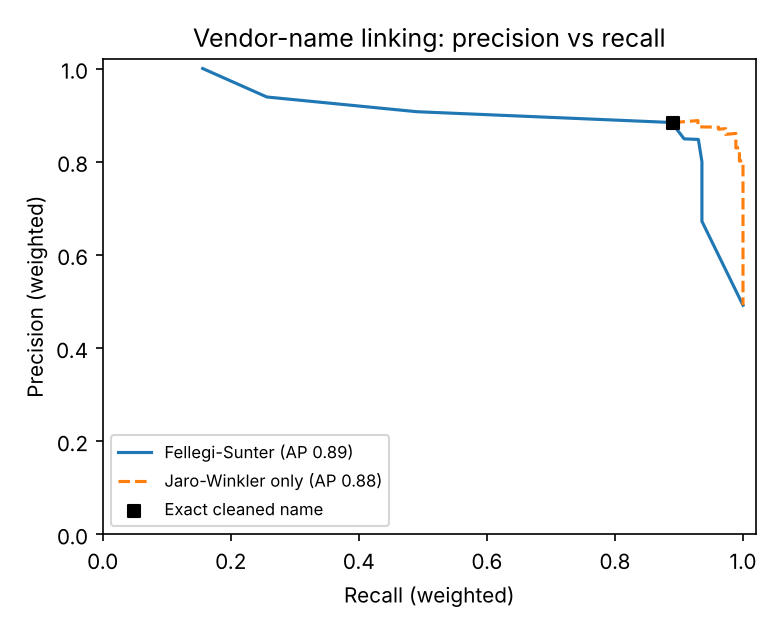 Vendor-name linking: precision vs recall
Precision (weighted)
1.0
0.8
0.6
0.4
0.2
0.0
Fellegi-Sunter (AP 0.89)
Jaro-Winkler only (AP 0.88)
Exact cleaned name
0.0 0.2 0.4 0.6 0.8 1.0
Recall (weighted)